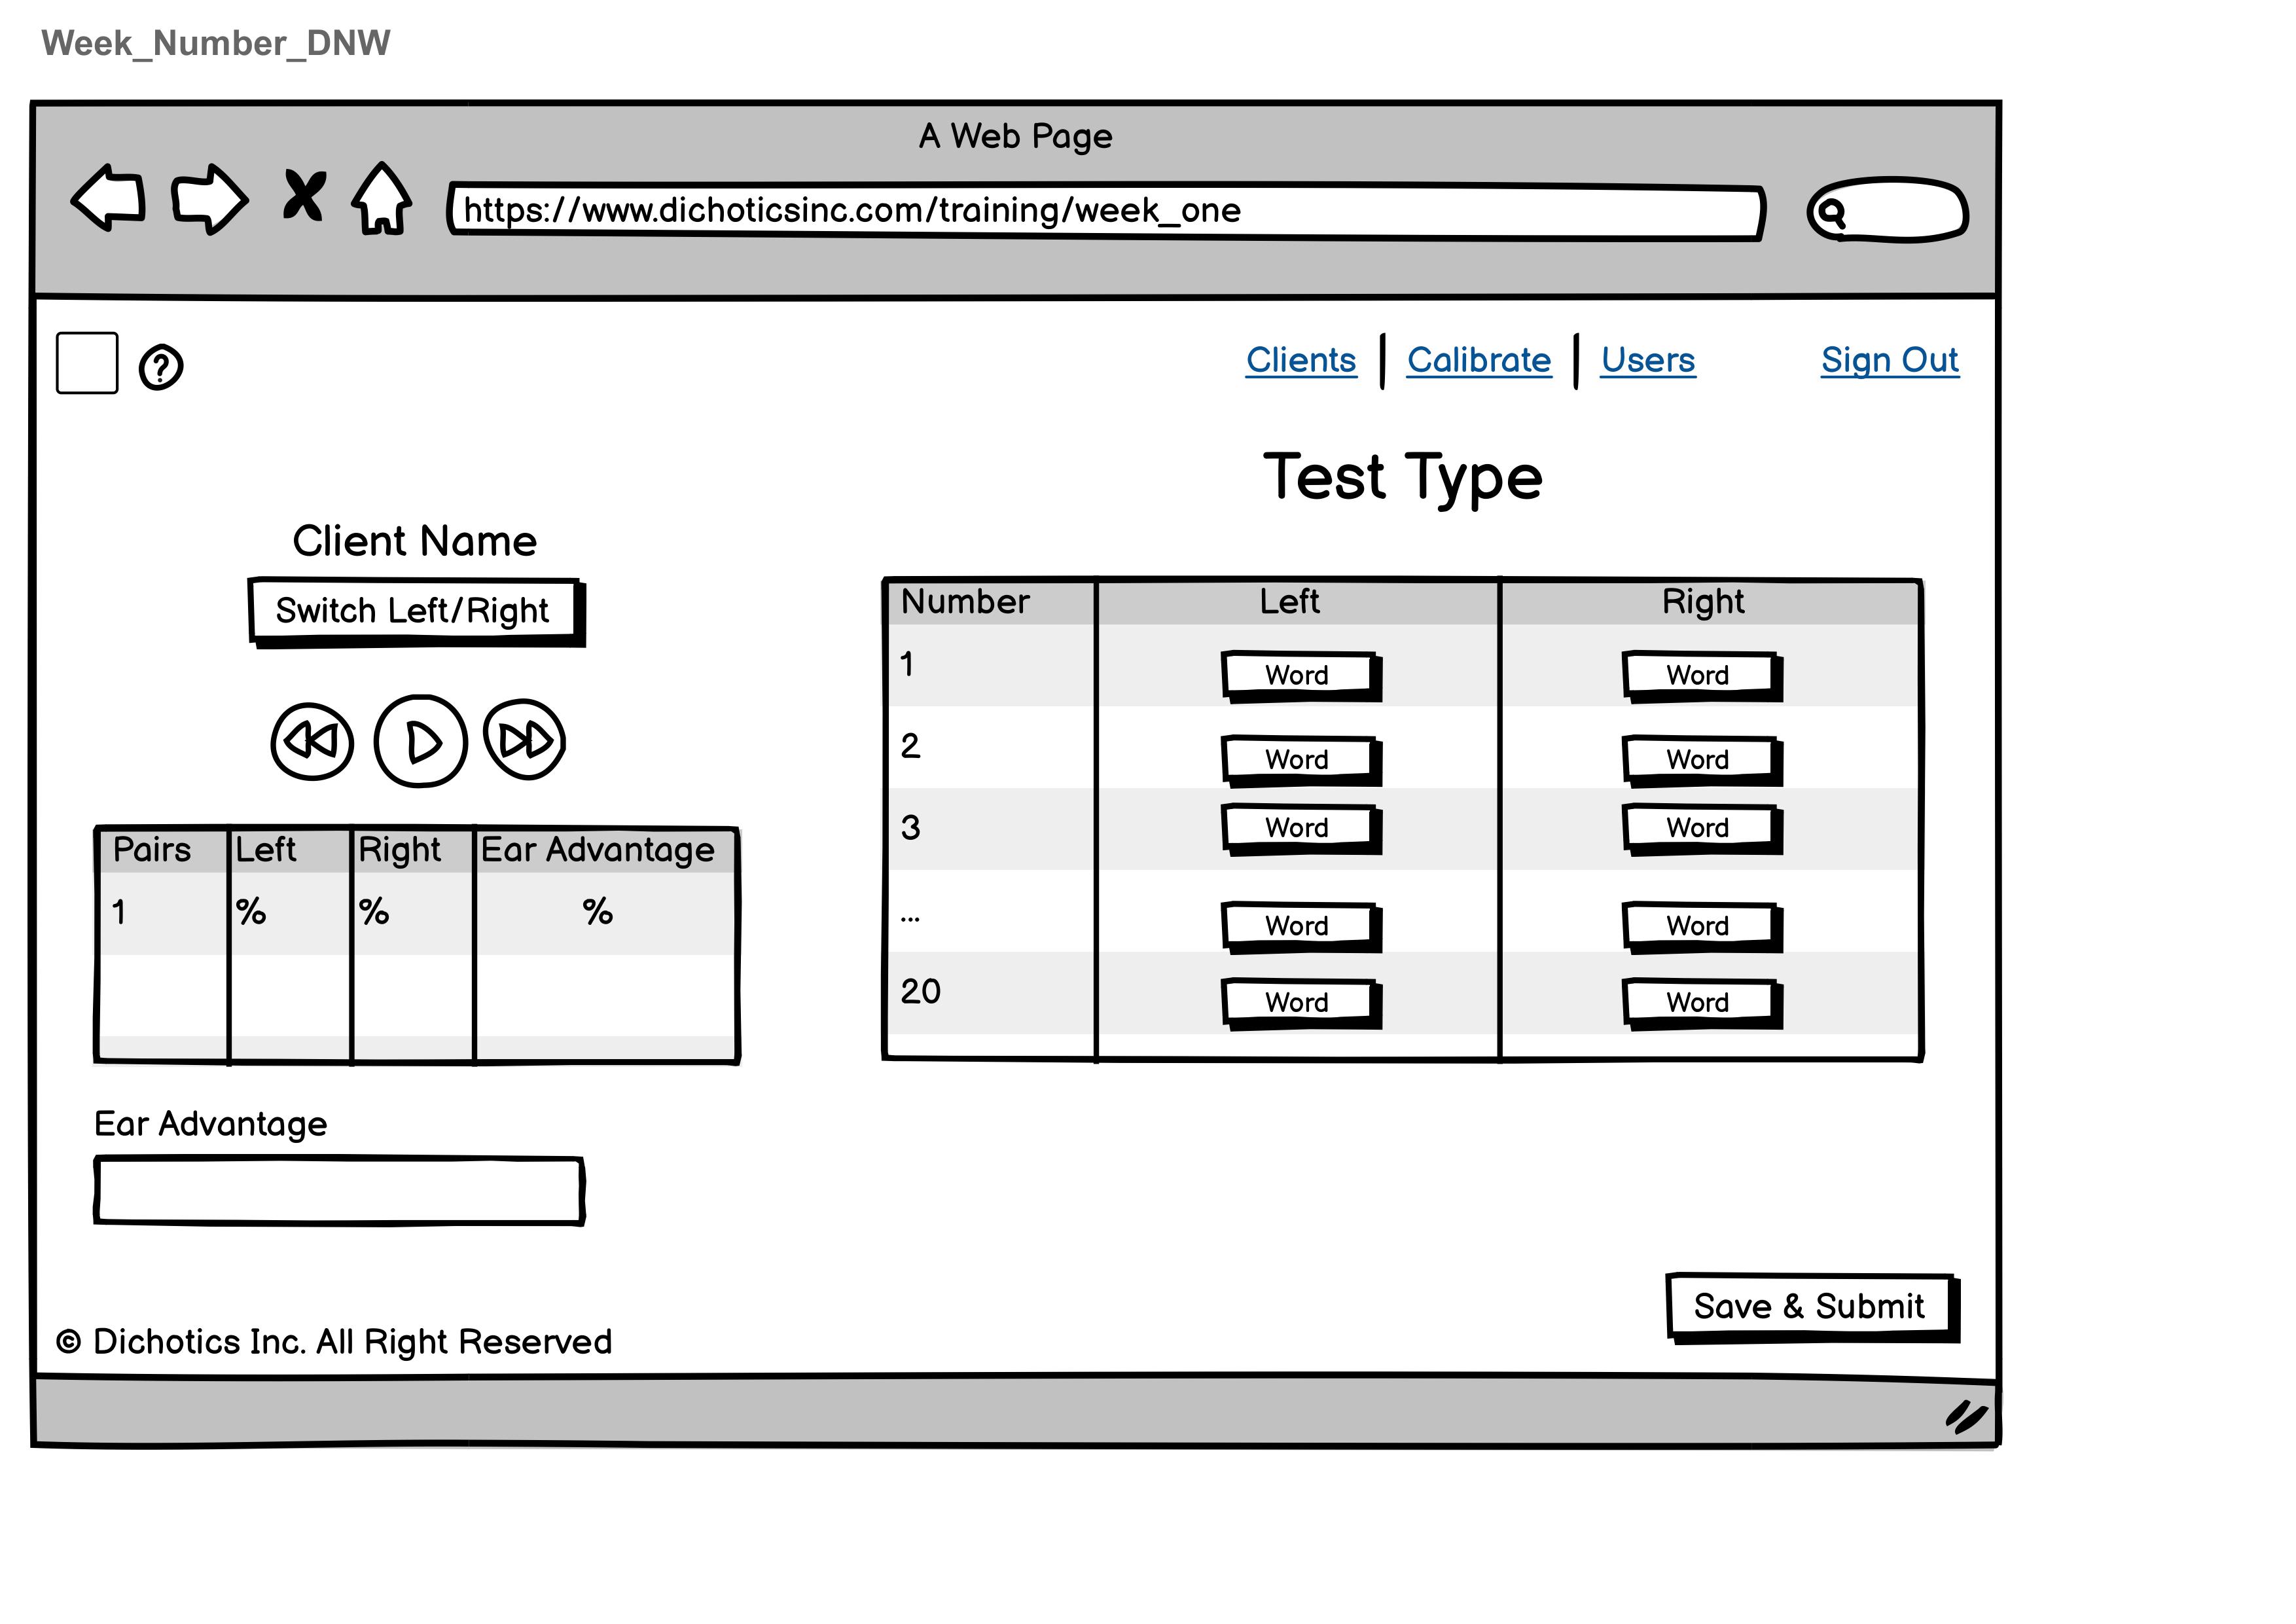 Week_Number_DNW
A Web Page
https://www.dichoticsinc.com/training/week_one
?
Clients | Calibrate | Users Sign Out
Test Type
Client Name
Switch Left/Right
Pairs Left Right Ear Advantage
1 % % %
Ear Advantage
Number Left Right
1 Word Word
2 Word Word
3 Word Word
... Word Word
20 Word Word
Save & Submit
© Dichotics Inc. All Right Reserved